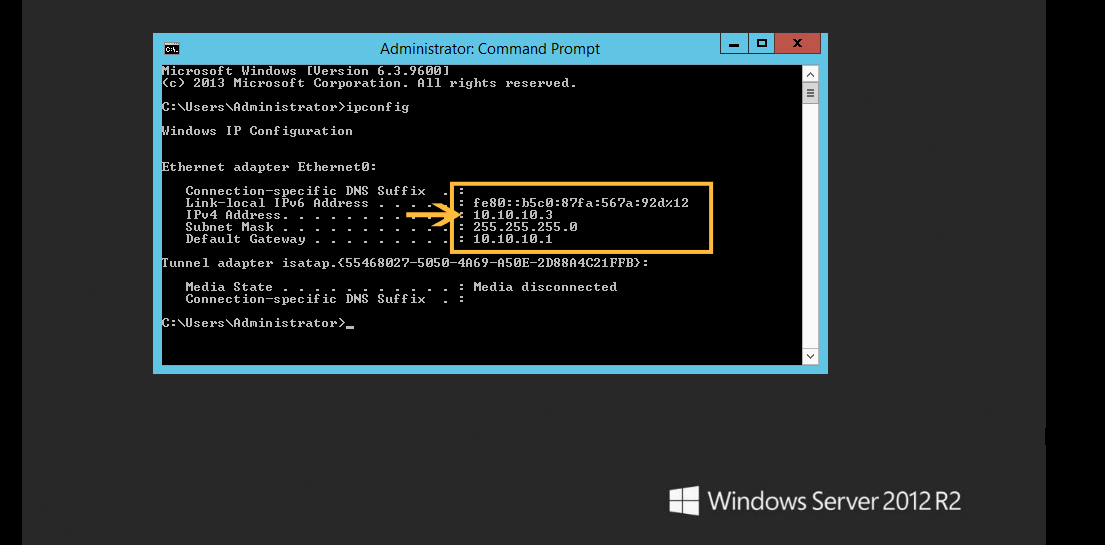 Administrator: Command Prompt
Microsoft Windows [Version 6.3.9600]
(c) 2013 Microsoft Corporation. All rights reserved.
C:\Users\Administrator>ipconfig
Windows IP Configuration
Ethernet adapter Ethernet0:
Connection-specific DNS Suffix . :
Link-local IPv6 Address . . . . . : fe80::b5c0:87fa:567a:92d%12
IPv4 Address. . . . . . . . . . . : 10.10.10.3
Subnet Mask . . . . . . . . . . . : 255.255.255.0
Default Gateway . . . . . . . . . : 10.10.10.1
Tunnel adapter isatap.{55468027-5050-4A69-A50E-2D88A4C21FFB}:
Media State . . . . . . . . . . . : Media disconnected
Connection-specific DNS Suffix . :
C:\Users\Administrator>_
Windows Server 2012 R2